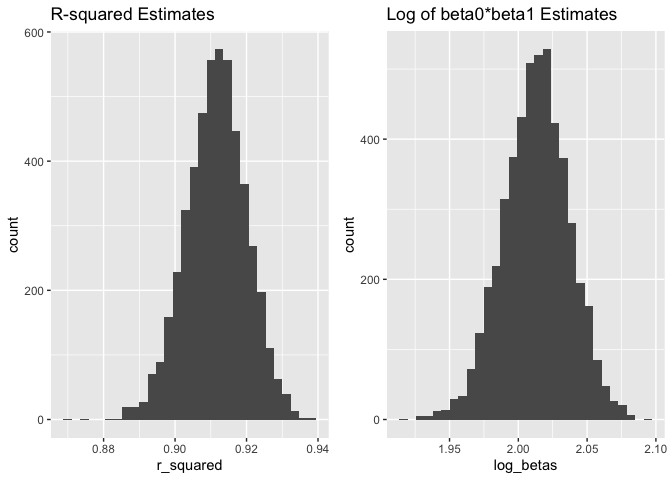 R-squared Estimates
600
400
200
0
count
0.88 0.90 0.92 0.94
r_squared
Log of beta0*beta1 Estimates
400
200
0
count
1.95 2.00 2.05 2.10
log_betas